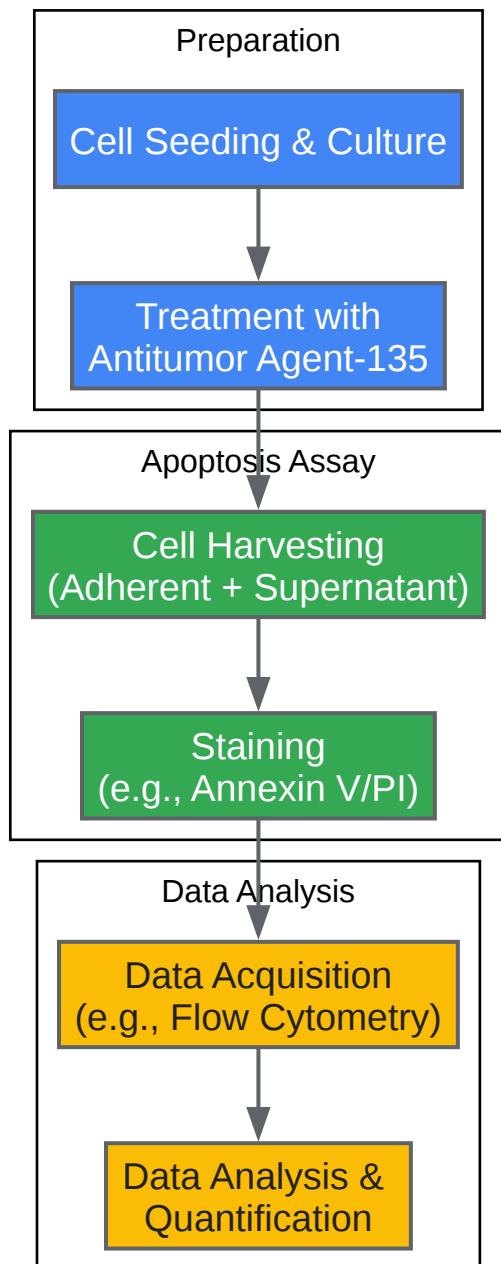 Preparation
Cell Seeding & Culture
Treatment with
Antitumor Agent-135
Apoptosis Assay
Cell Harvesting
(Adherent + Supernatant)
Staining
(e.g., Annexin V/PI)
Data Analysis
Data Acquisition
(e.g., Flow Cytometry)
Data Analysis &
Quantification